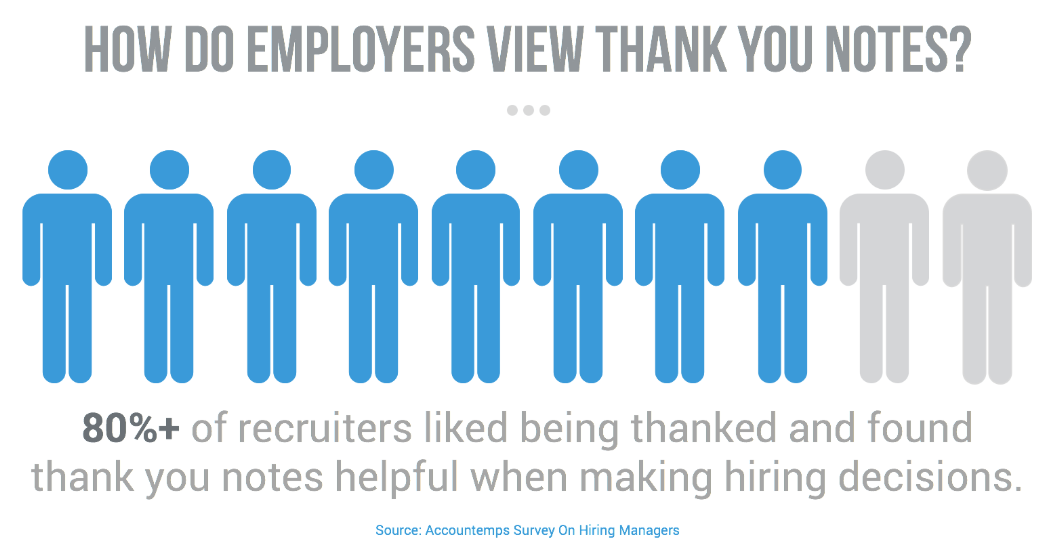 HOW DO EMPLOYERS VIEW THANK YOU NOTES?
80%+ of recruiters liked being thanked and found
thank you notes helpful when making hiring decisions.
Source: Accountemps Survey On Hiring Managers